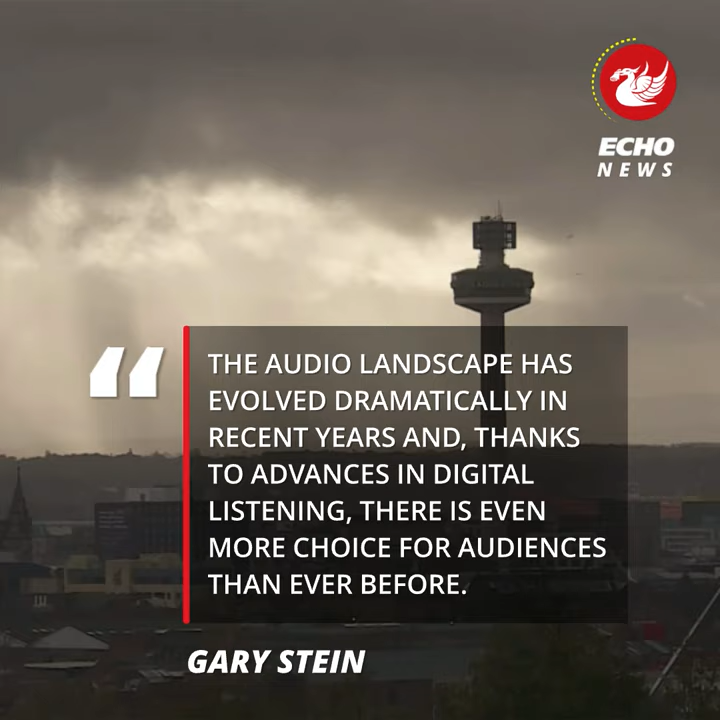 ECHO
NEWS
“
THE AUDIO LANDSCAPE HAS
EVOLVED DRAMATICALLY IN
RECENT YEARS AND, THANKS
TO ADVANCES IN DIGITAL
LISTENING, THERE IS EVEN
MORE CHOICE FOR AUDIENCES
THAN EVER BEFORE.
GARY STEIN